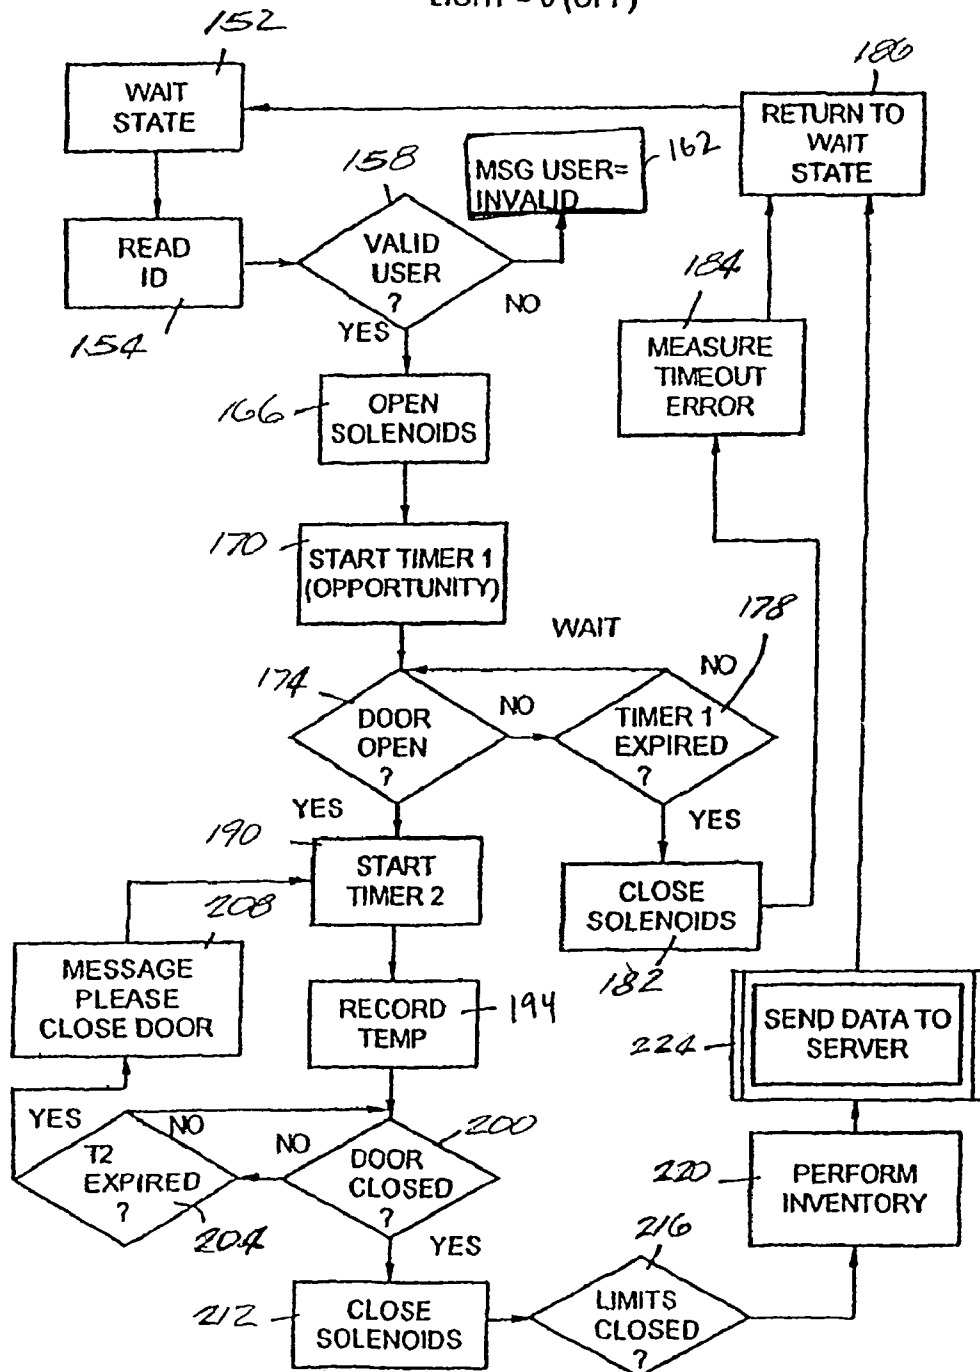 LIGHT = 0 (OFF)
152
WAIT
STATE
186
RETURN TO
WAIT
STATE
158
MSG USER=
INVALID
162
READ
ID
154
VALID
USER
?
NO
YES
184
MEASURE
TIMEOUT
ERROR
166
OPEN
SOLENOIDS
170
START TIMER 1
(OPPORTUNITY)
WAIT
178
174
DOOR
OPEN
?
NO
NO
TIMER 1
EXPIRED
?
YES
YES
190
START
TIMER 2
CLOSE
SOLENOIDS
182
208
MESSAGE
PLEASE
CLOSE DOOR
RECORD
TEMP
194
224
SEND DATA TO
SERVER
YES
NO
T2
EXPIRED
?
204
NO
200
DOOR
CLOSED
?
YES
220
PERFORM
INVENTORY
212
CLOSE
SOLENOIDS
216
LIMITS
CLOSED
?